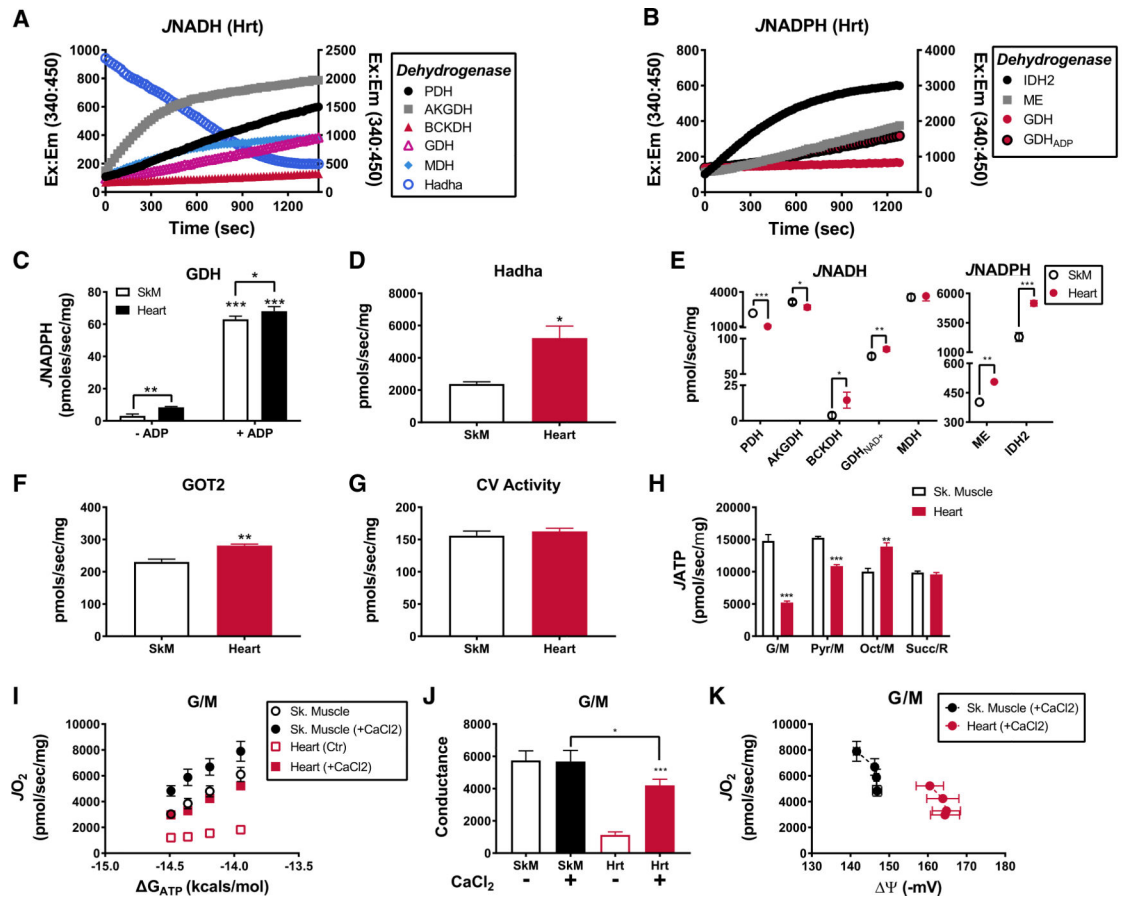 A
JNADH (Hrt)
Ex:Em (340:450)
1000
800
600
400
200
0
2500
2000
1500
1000
500
0
Ex:Em (340:450)
0 300 600 900 1200
Time (sec)
Dehydrogenase
PDH
AKGDH
BCKDH
GDH
MDH
Hadha
B
JNADPH (Hrt)
Ex:Em (340:450)
800
600
400
200
0
4000
3000
2000
1000
0
Ex:Em (340:450)
0 300 600 900 1200
Time (sec)
Dehydrogenase
IDH2
ME
GDH
GDHADP
C
GDH
SkM
Heart
JNADPH
(pmoles/sec/mg)
80
60
40
20
0
**
***
*
***
- ADP + ADP
D
Hadha
pmols/sec/mg
8000
6000
4000
2000
0
*
SkM Heart
E
JNADH
JNADPH
SkM
Heart
pmol/sec/mg
4000
1000
100
50
25
0
***
*
*
**
PDH
AKGDH
BCKDH
GDHNAD+
MDH
6000
3500
1000
600
450
300
**
***
ME
IDH2
F
GOT2
pmols/sec/mg
400
300
200
100
0
**
SkM Heart
G
CV Activity
pmols/sec/mg
200
150
100
50
0
SkM Heart
H
Sk. Muscle
Heart
JATP
(pmol/sec/mg)
20000
15000
10000
5000
0
***
***
**
G/M Pyr/M Oct/M Succ/R
I
G/M
Sk. Muscle
Sk. Muscle (+CaCl2)
Heart (Ctr)
Heart (+CaCl2)
JO2
(pmol/sec/mg)
10000
8000
6000
4000
2000
0
-15.0 -14.5 -14.0 -13.5
ΔGATP (kcals/mol)
J
G/M
Conductance
8000
6000
4000
2000
0
*
***
SkM SkM Hrt Hrt
CaCl2 - + - +
K
G/M
Sk. Muscle (+CaCl2)
Heart (+CaCl2)
JO2
(pmol/sec/mg)
10000
8000
6000
4000
2000
0
130 140 150 160 170 180
ΔΨ (-mV)